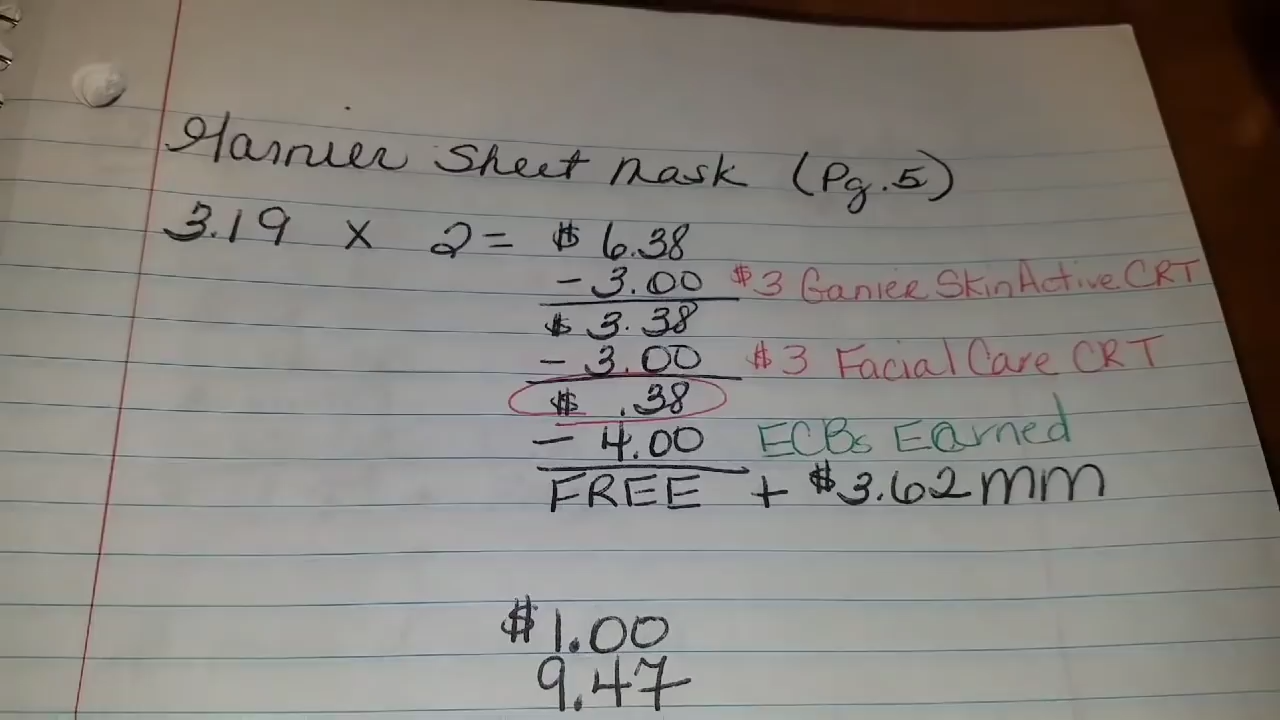 Garnier Sheet Mask (Pg.5)
3.19 x 2 = $ 6.38
- 3.00 $3 Ganier SkinActive CRT
$ 3.38
- 3.00 $3 Facial Care CRT
$ .38
- 4.00 ECBs Earned
FREE + $3.62 mm
$1.00
9.47